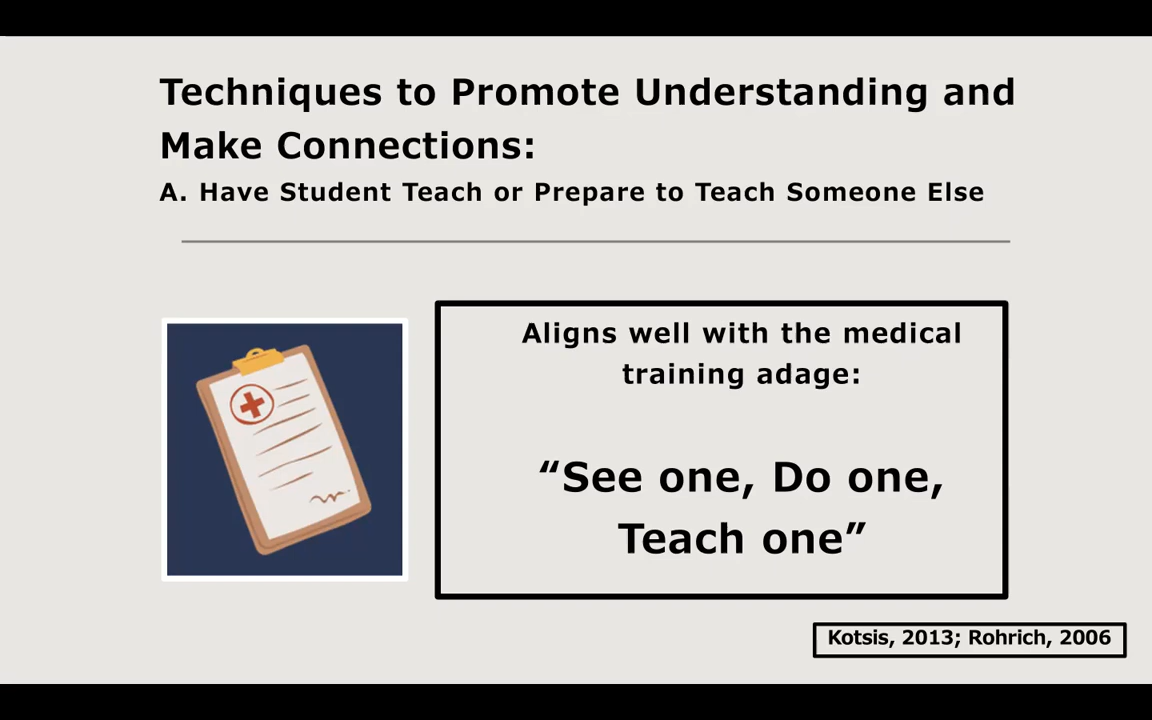 Techniques to Promote Understanding and
Make Connections:
A. Have Student Teach or Prepare to Teach Someone Else
Aligns well with the medical
training adage:
“See one, Do one,
Teach one”
Kotsis, 2013; Rohrich, 2006